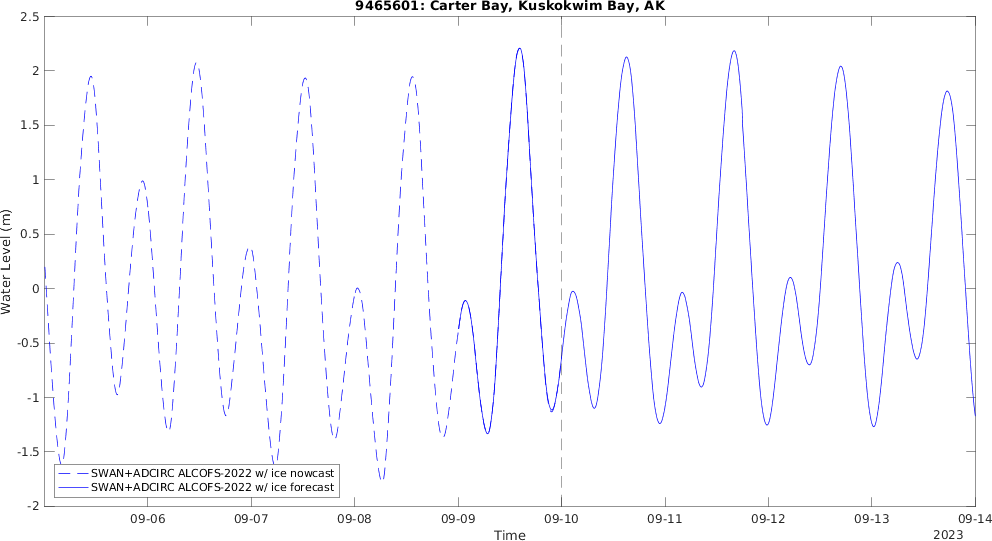 9465601: Carter Bay, Kuskokwim Bay, AK
2.5
2
1.5
1
0.5
0
-0.5
-1
-1.5
-2
Water Level (m)
SWAN+ADCIRC ALCOFS-2022 w/ ice nowcast
SWAN+ADCIRC ALCOFS-2022 w/ ice forecast
09-06 09-07 09-08 09-09 09-10 09-11 09-12 09-13 09-14
Time
2023